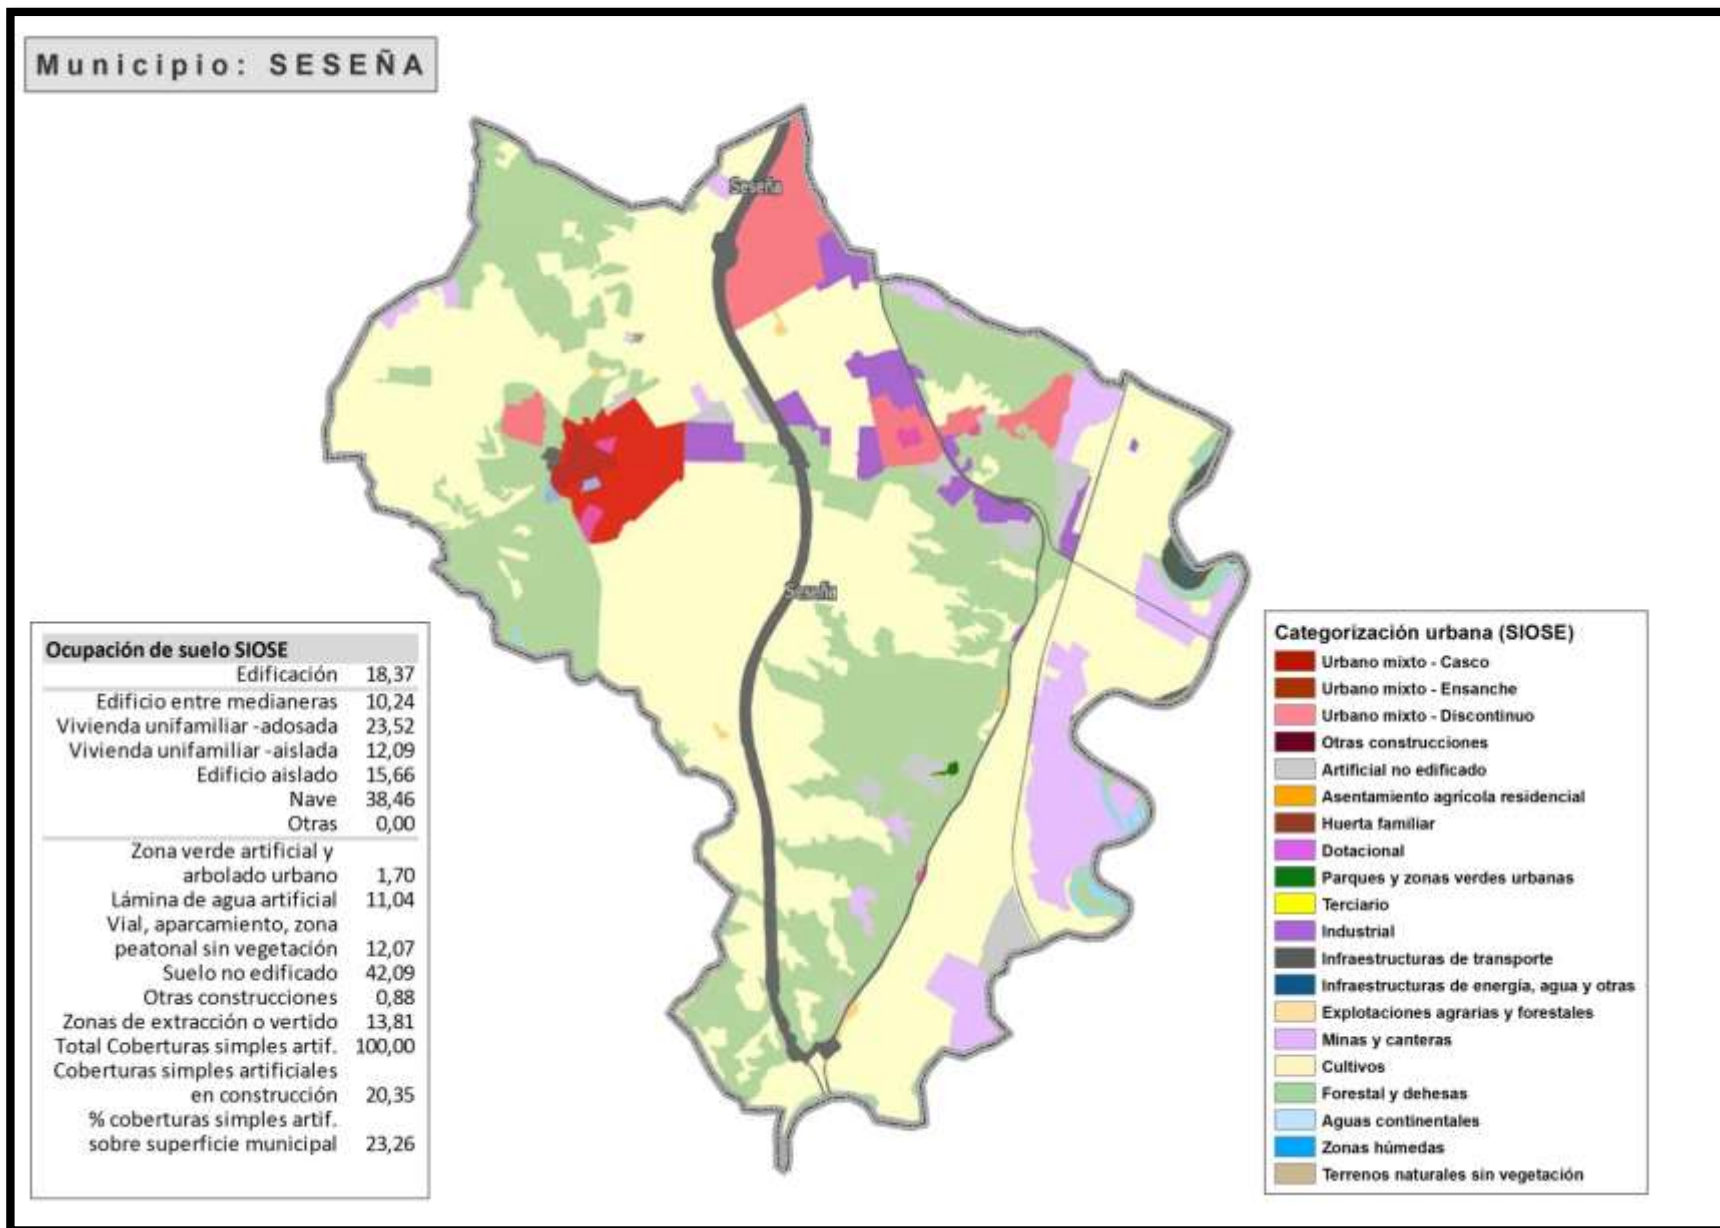 Municipio: SESEÑA
Seseña
Seseña
Ocupación de suelo SIOSE
Edificación 18,37
Edificio entre medianeras 10,24
Vivienda unifamiliar -adosada 23,52
Vivienda unifamiliar -aislada 12,09
Edificio aislado 15,66
Nave 38,46
Otras 0,00
Zona verde artificial y
arbolado urbano 1,70
Lámina de agua artificial 11,04
Vial, aparcamiento, zona
peatonal sin vegetación 12,07
Suelo no edificado 42,09
Otras construcciones 0,88
Zonas de extracción o vertido 13,81
Total Coberturas simples artif. 100,00
Coberturas simples artificiales
en construcción 20,35
% coberturas simples artif.
sobre superficie municipal 23,26
Categorización urbana (SIOSE)
Urbano mixto - Casco
Urbano mixto - Ensanche
Urbano mixto - Discontinuo
Otras construcciones
Artificial no edificado
Asentamiento agrícola residencial
Huerta familiar
Dotacional
Parques y zonas verdes urbanas
Terciario
Industrial
Infraestructuras de transporte
Infraestructuras de energía, agua y otras
Explotaciones agrarias y forestales
Minas y canteras
Cultivos
Forestal y dehesas
Aguas continentales
Zonas húmedas
Terrenos naturales sin vegetación